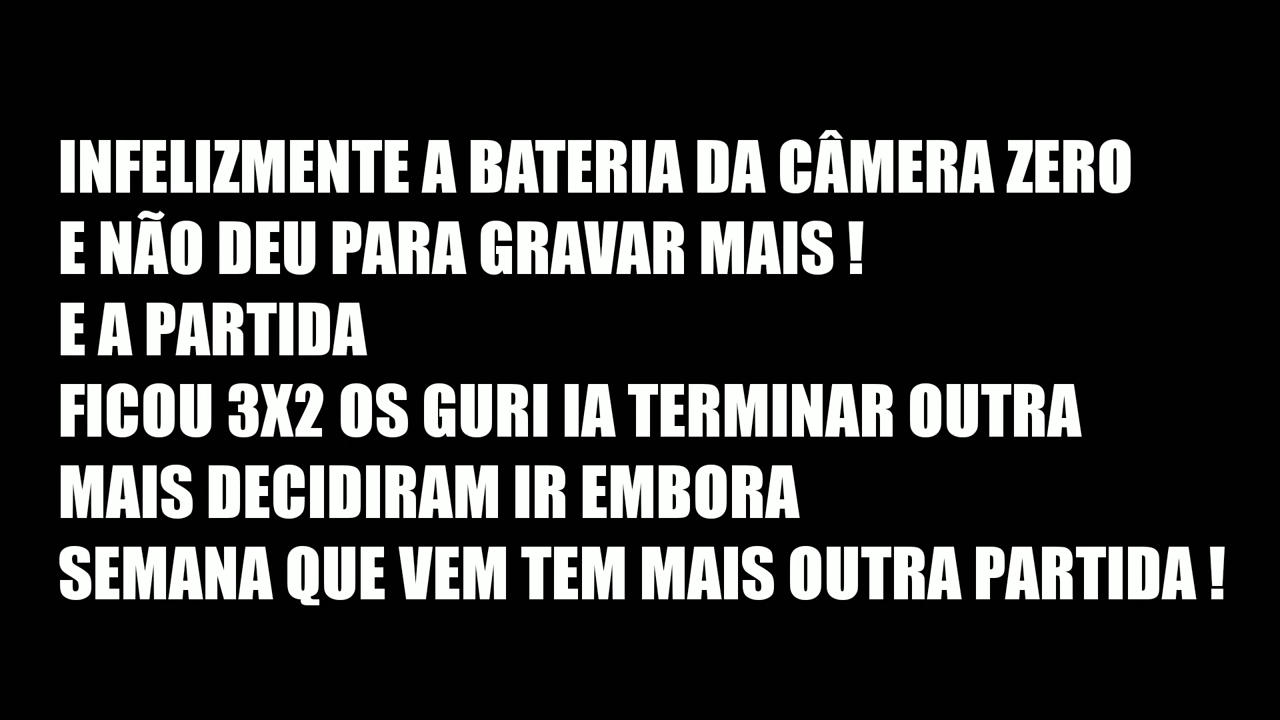 INFELIZMENTE A BATERIA DA CÂMERA ZERO
E NÃO DEU PARA GRAVAR MAIS !
E A PARTIDA
FICOU 3X2 OS GURI IA TERMINAR OUTRA
MAIS DECIDIRAM IR EMBORA
SEMANA QUE VEM TEM MAIS OUTRA PARTIDA !